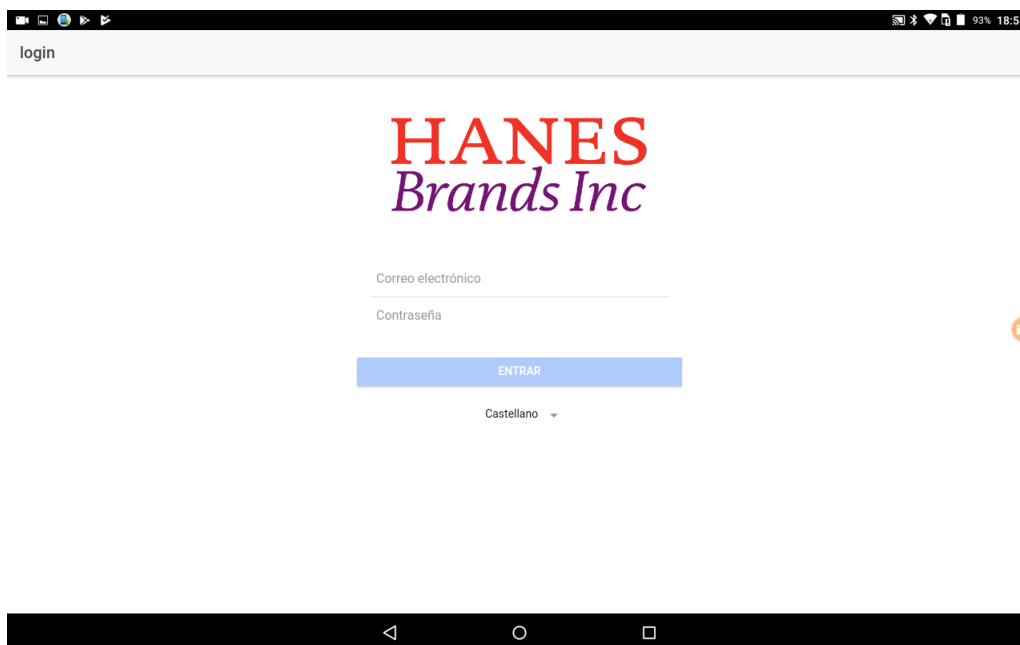 93% 18:5
login
HANES
Brands Inc
Correo electrónico
Contraseña
ENTRAR
Castellano